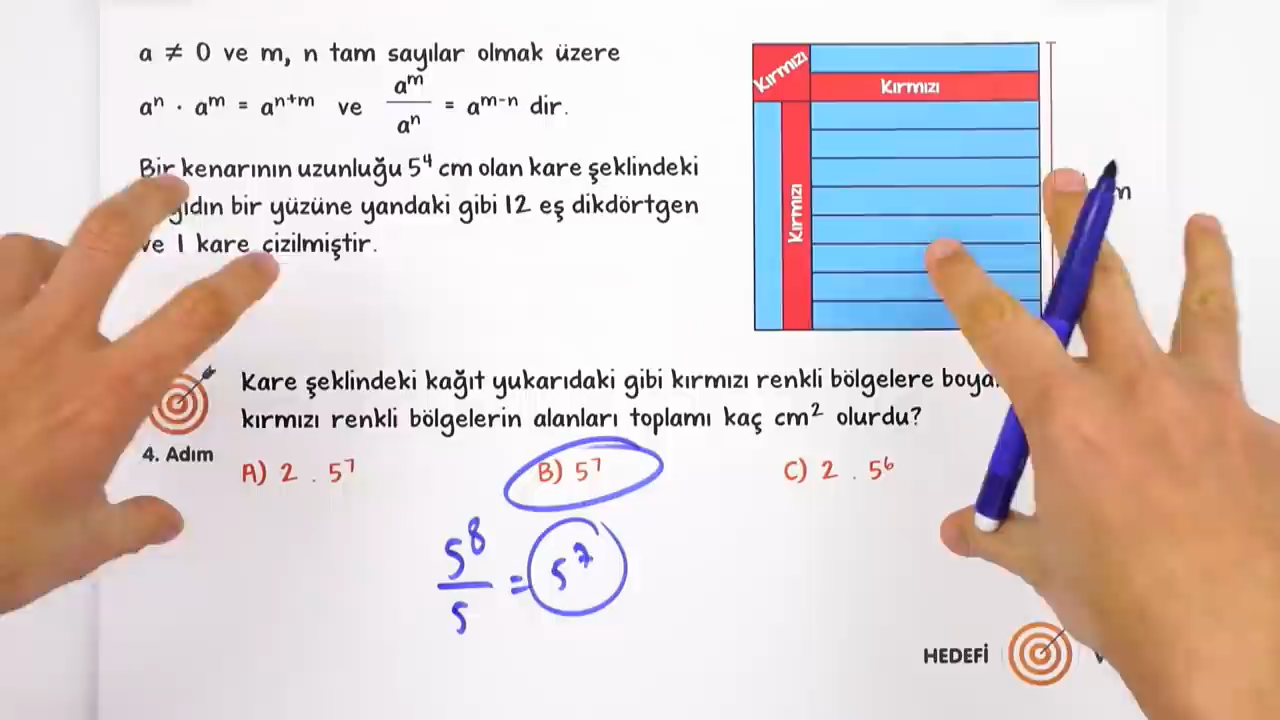 a ≠ 0 ve m, n tam sayılar olmak üzere
aⁿ · aᵐ = aⁿ⁺ᵐ ve aᵐ/aⁿ = aᵐ⁻ⁿ dir.
Bir kenarının uzunluğu 5⁴ cm olan kare şeklindeki
bir yüzüne yandaki gibi 12 eş dikdörtgen
ve 1 kare çizilmiştir.
Kırmızı
Kırmızı
Kırmızı
Kare şeklindeki kağıt yukarıdaki gibi kırmızı renkli bölgelere
kırmızı renkli bölgelerin alanları toplamı kaç cm² olurdu?
4. Adım
A) 2 . 5⁷ B) 5⁷ C) 2 . 5⁶
5⁸/5 = 5⁷
HEDEFİ